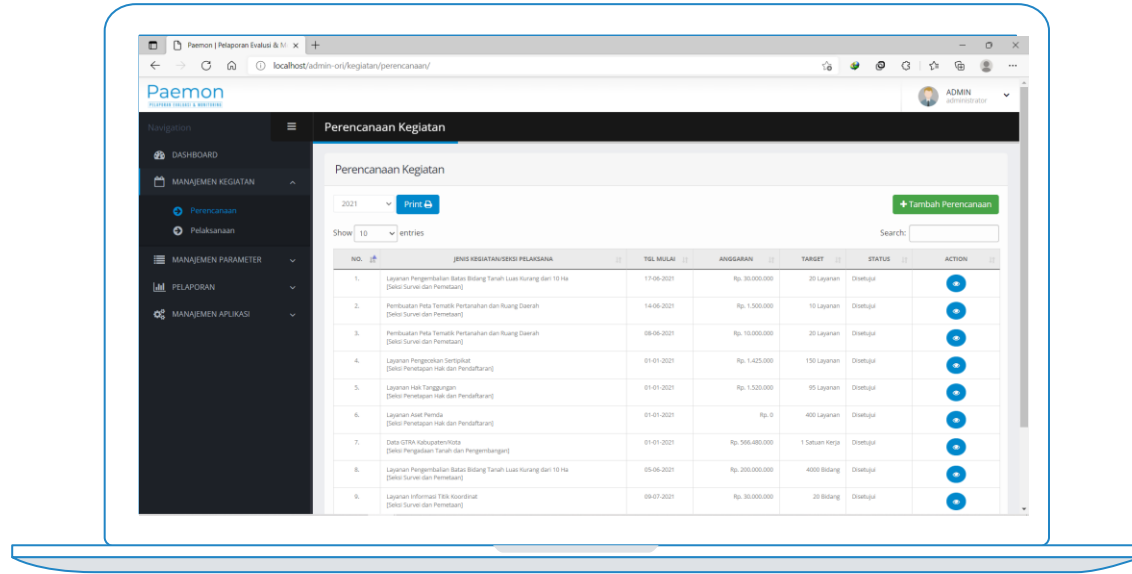 Paemon | Pelaporan Evalusi & M
localhost/admin-ori/kegiatan/perencanaan/
Paemon
PELAPORAN EVALUASI & MONITORING
ADMIN
administrator
Navigation
Perencanaan Kegiatan
DASHBOARD
MANAJEMEN KEGIATAN
Perencanaan
Pelaksanaan
MANAJEMEN PARAMETER
PELAPORAN
MANAJEMEN APLIKASI
Perencanaan Kegiatan
2021 Print Tambah Perencanaan
Show 10 entries Search:
NO. JENIS KEGIATAN/SEKSI PELAKSANA TGL MULAI ANGGARAN TARGET STATUS ACTION
1. Layanan Pengembalian Batas Bidang Tanah Luas Kurang dari 10 Ha 17-06-2021 Rp. 30.000.000 20 Layanan Disetujui
[Seksi Survei dan Pemetaan]
2. Pembuatan Peta Tematik Pertanahan dan Ruang Daerah 14-06-2021 Rp. 1.500.000 10 Layanan Disetujui
[Seksi Survei dan Pemetaan]
3. Pembuatan Peta Tematik Pertanahan dan Ruang Daerah 08-06-2021 Rp. 10.000.000 20 Layanan Disetujui
[Seksi Survei dan Pemetaan]
4. Layanan Pengecekan Sertipikat 01-01-2021 Rp. 1.425.000 150 Layanan Disetujui
[Seksi Penetapan Hak dan Pendaftaran]
5. Layanan Hak Tanggungan 01-01-2021 Rp. 1.520.000 95 Layanan Disetujui
[Seksi Penetapan Hak dan Pendaftaran]
6. Layanan Aset Pemda 01-01-2021 Rp. 0 400 Layanan Disetujui
[Seksi Penetapan Hak dan Pendaftaran]
7. Data GTRA Kabupaten/Kota 01-01-2021 Rp. 566.480.000 1 Satuan Kerja Disetujui
[Seksi Pengadaan Tanah dan Pengembangan]
8. Layanan Pengembalian Batas Bidang Tanah Luas Kurang dari 10 Ha 05-06-2021 Rp. 200.000.000 4000 Bidang Disetujui
[Seksi Survei dan Pemetaan]
9. Layanan Informasi Titik Koordinat 09-07-2021 Rp. 30.000.000 20 Bidang Disetujui
[Seksi Survei dan Pemetaan]